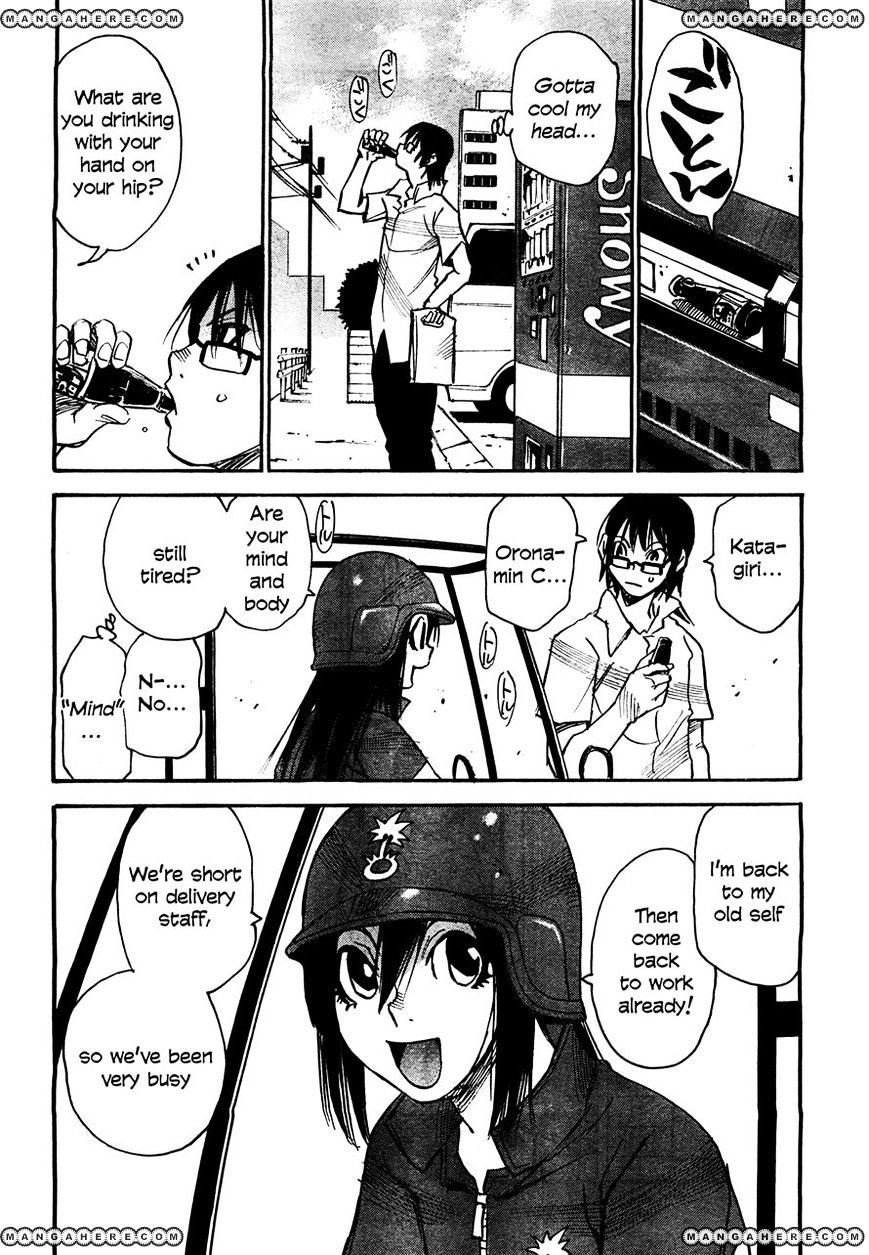 MANGAHERE.COM
MANGAHERE.COM
ごとん
Gotta
cool my
head...
Snowy
What are
you drinking
with your
hand on
your hip?
Kata-
giri...
Orona-
min C...
Are
your
mind
and
body
still
tired?
N-...
No...
"Mind"
...
I'm back
to my
old self
Then
come
back
to work
already!
We're short
on delivery
staff,
so we've been
very busy
MANGAHERE.COM
MANGAHERE.COM